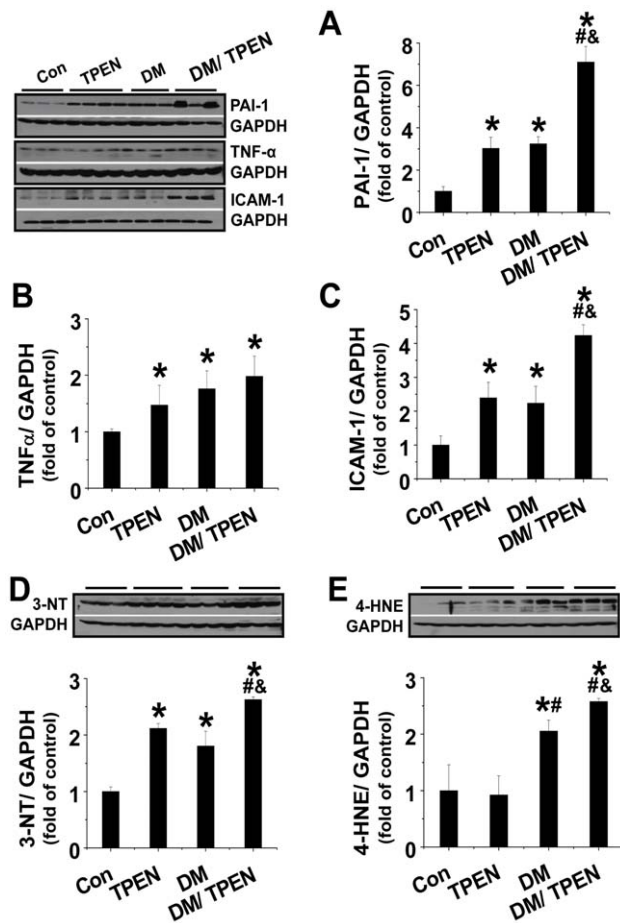 Con TPEN DM DM/ TPEN
PAI-1
GAPDH
TNF-α
GAPDH
ICAM-1
GAPDH
A
PAI-1/ GAPDH
(fold of control)
8
6
4
2
0
*
*
*
#&
Con TPEN DM DM/ TPEN
B
TNFα/ GAPDH
(fold of control)
3
2
1
0
*
*
*
Con TPEN DM DM/ TPEN
C
ICAM-1/ GAPDH
(fold of control)
5
4
3
2
1
0
*
*
*
#&
Con TPEN DM DM/ TPEN
D
3-NT
GAPDH
3-NT/ GAPDH
(fold of control)
3
2
1
0
*
*
*
#&
Con TPEN DM DM/ TPEN
E
4-HNE
GAPDH
4-HNE/ GAPDH
(fold of control)
3
2
1
0
*#
*
#&
Con TPEN DM DM/ TPEN